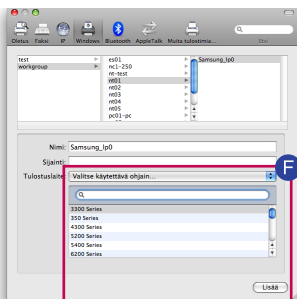 Oletus Faksi IP Windows Bluetooth AppleTalk Muita tulostimia...
Etsi
test
workgroup
es01
nc1-250
nt-test
nt01
nt02
nt03
nt04
nt05
pc01-pc
Samsung_lp0
Nimi: Samsung_lp0
Sijainti:
Tulostuslaite: Valitse käytettävä ohjain...
F
3300 Series
350 Series
4300 Series
5200 Series
5400 Series
6200 Series
Lisää